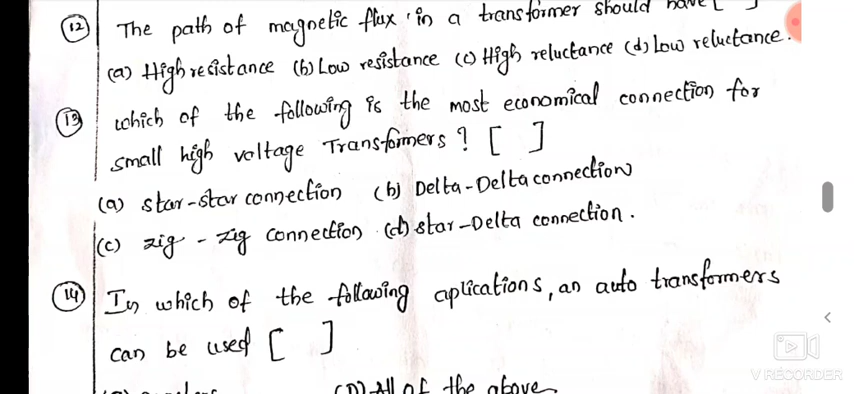 (12) The path of magnetic flux in a transformer should have [ ]
(a) High resistance (b) Low resistance (c) High reluctance (d) Low reluctance.
(13) which of the following is the most economical connection for
small high voltage Transformers? [ ]
(a) star-star connection (b) Delta-Delta connection
(c) zig - zig connection (d) star-Delta connection.
(14) In which of the following aplications, an auto transformers
can be used [ ]
(D) All of the above
V RECORDER